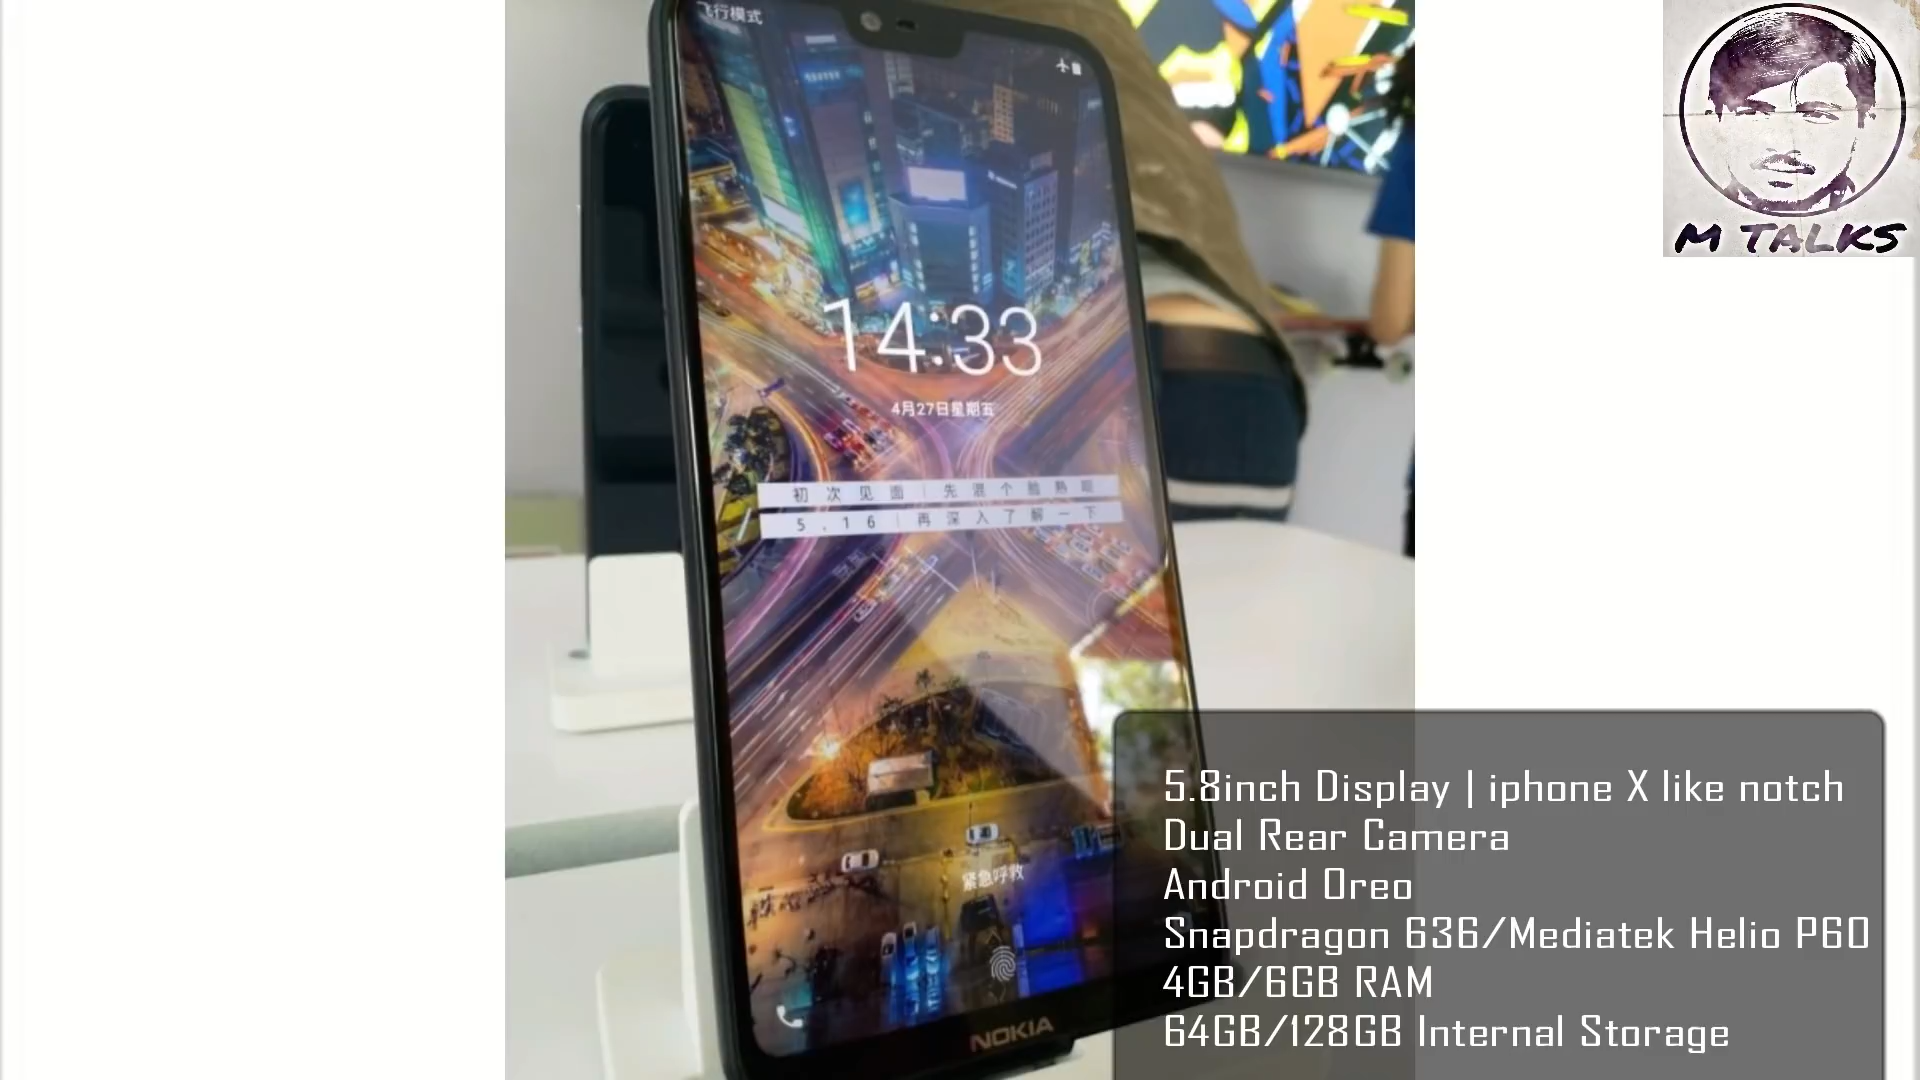 飞行模式
M TALKS
14:33
4月27日星期五
初次见面 | 先混个脸熟呗
5.16 | 再深入了解一下
紧急呼救
NOKIA
5.8inch Display | iphone X like notch
Dual Rear Camera
Android Oreo
Snapdragon 636/Mediatek Helio P60
4GB/6GB RAM
64GB/128GB Internal Storage